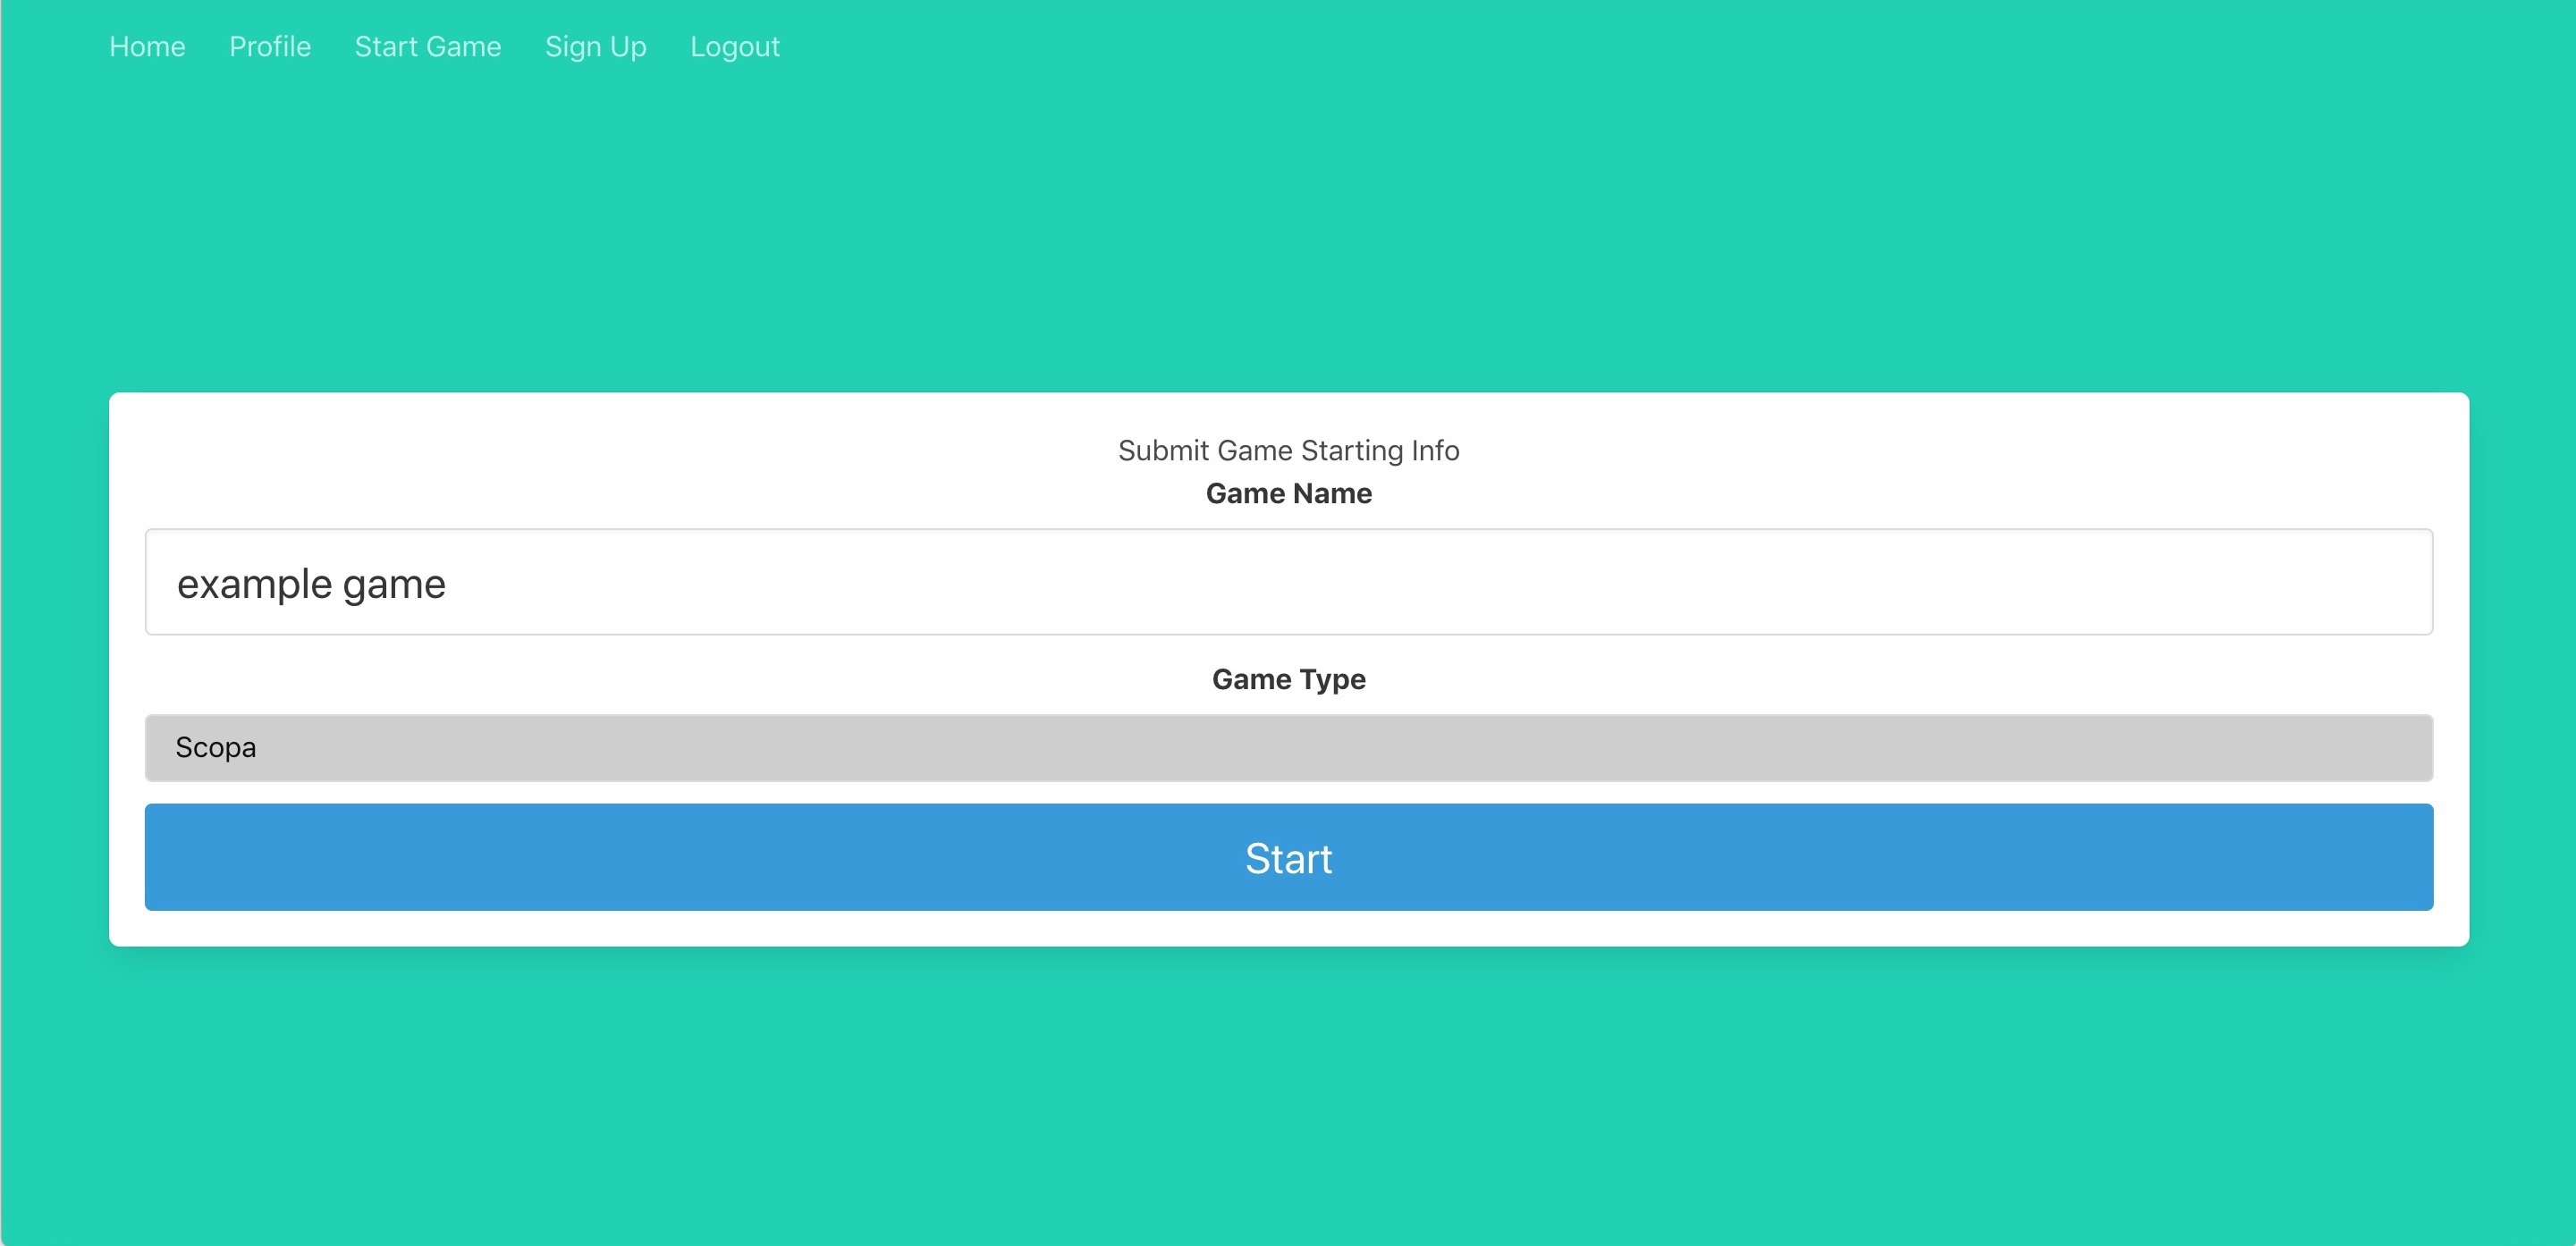 Home Profile Start Game Sign Up Logout
Submit Game Starting Info
Game Name
example game
Game Type
Scopa
Start